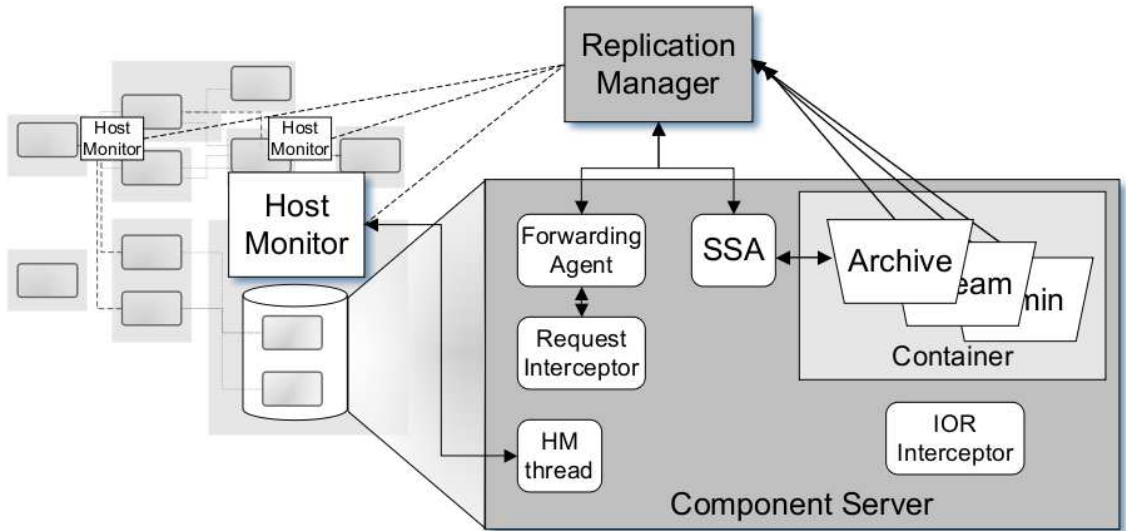 Replication
Manager
Host
Monitor
Host
Monitor
Host
Monitor
Forwarding
Agent
SSA
Archive
eam
min
Request
Interceptor
Container
HM
thread
IOR
Interceptor
Component Server